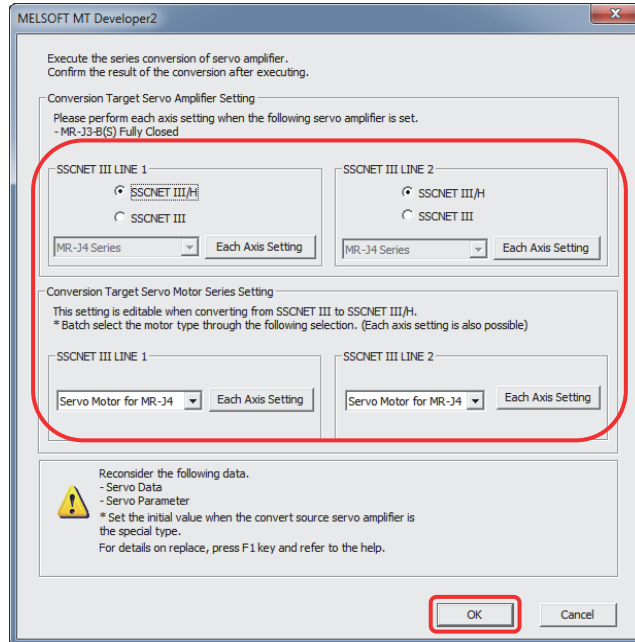 MELSOFT MT Developer2
Execute the series conversion of servo amplifier.
Confirm the result of the conversion after executing.
Conversion Target Servo Amplifier Setting
Please perform each axis setting when the following servo amplifier is set.
- MR-J3-B(S) Fully Closed
SSCNET III LINE 1
SSCNET III/H
SSCNET III
MR-J4 Series
Each Axis Setting
SSCNET III LINE 2
SSCNET III/H
SSCNET III
MR-J4 Series
Each Axis Setting
Conversion Target Servo Motor Series Setting
This setting is editable when converting from SSCNET III to SSCNET III/H.
* Batch select the motor type through the following selection. (Each axis setting is also possible)
SSCNET III LINE 1
Servo Motor for MR-J4
Each Axis Setting
SSCNET III LINE 2
Servo Motor for MR-J4
Each Axis Setting
Reconsider the following data.
- Servo Data
- Servo Parameter
* Set the initial value when the convert source servo amplifier is
the special type.
For details on replace, press F1 key and refer to the help.
OK
Cancel